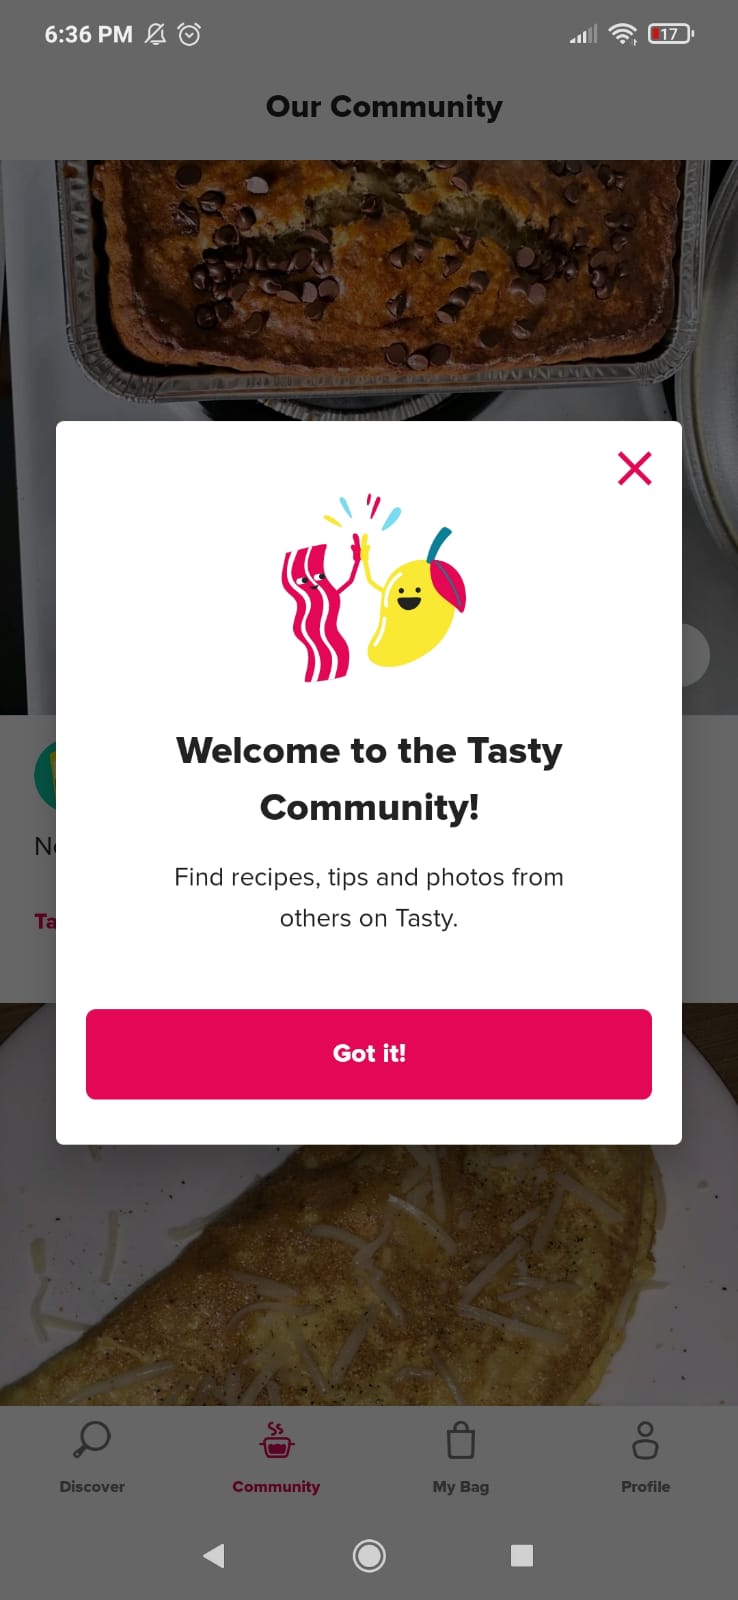 6:36 PM
17
Our Community
Welcome to the Tasty
Community!
Find recipes, tips and photos from
others on Tasty.
Got it!
Discover
Community
My Bag
Profile